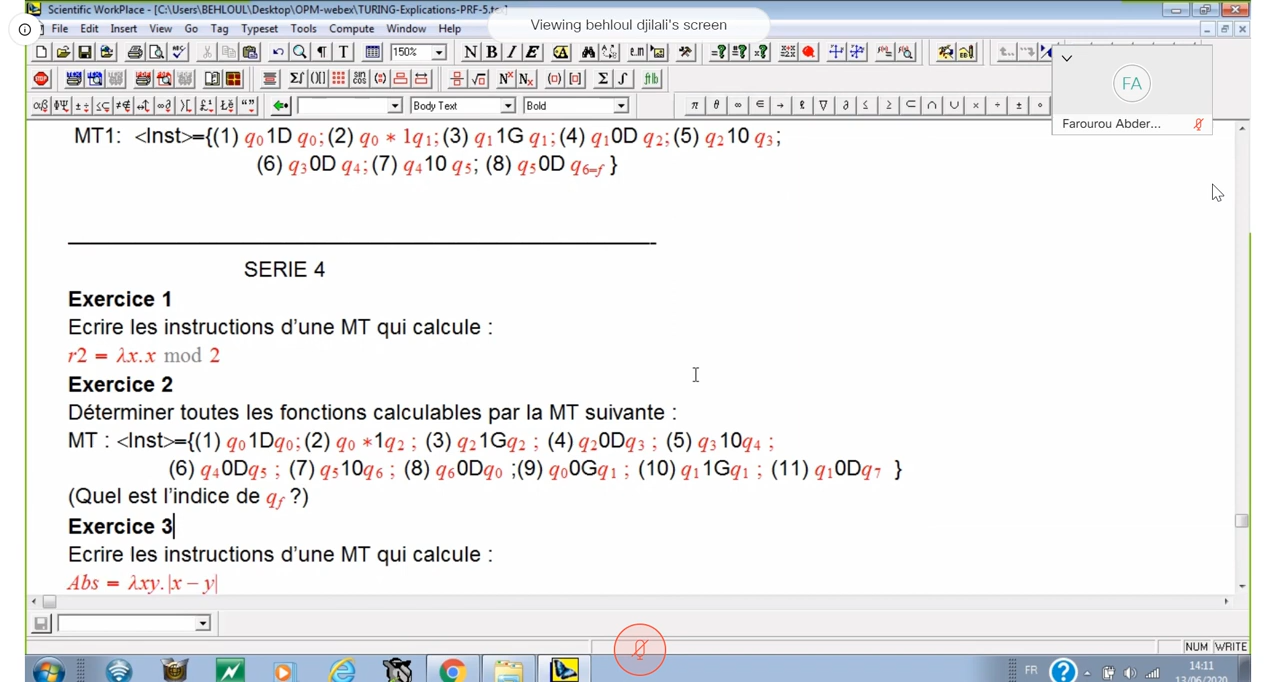 Scientific WorkPlace - [C:\Users\BEHLOUL\Desktop\OPM-webex\TURING-Explications-PRF-5.te
Viewing behloul djilali's screen
File Edit Insert View Go Tag Typeset Tools Compute Window Help
150%
Body Text Bold
FA
Farourou Abder...
MT1: <Inst>={(1) q₀1D q₀; (2) q₀ * 1q₁; (3) q₁1G q₁; (4) q₁0D q₂; (5) q₂10 q₃;
(6) q₃0D q₄; (7) q₄10 q₅; (8) q₅0D q₆₌f }
SERIE 4
Exercice 1
Ecrire les instructions d'une MT qui calcule :
r2 = λx.x mod 2
Exercice 2
Déterminer toutes les fonctions calculables par la MT suivante :
MT : <Inst>={(1) q₀1Dq₀; (2) q₀ *1q₂ ; (3) q₂1Gq₂ ; (4) q₂0Dq₃ ; (5) q₃10q₄ ;
(6) q₄0Dq₅ ; (7) q₅10q₆ ; (8) q₆0Dq₀ ;(9) q₀0Gq₁ ; (10) q₁1Gq₁ ; (11) q₁0Dq₇ }
(Quel est l'indice de qf ?)
Exercice 3
Ecrire les instructions d'une MT qui calcule :
Abs = λxy.|x − y|
NUM WRITE
FR
14:11
13/06/2020